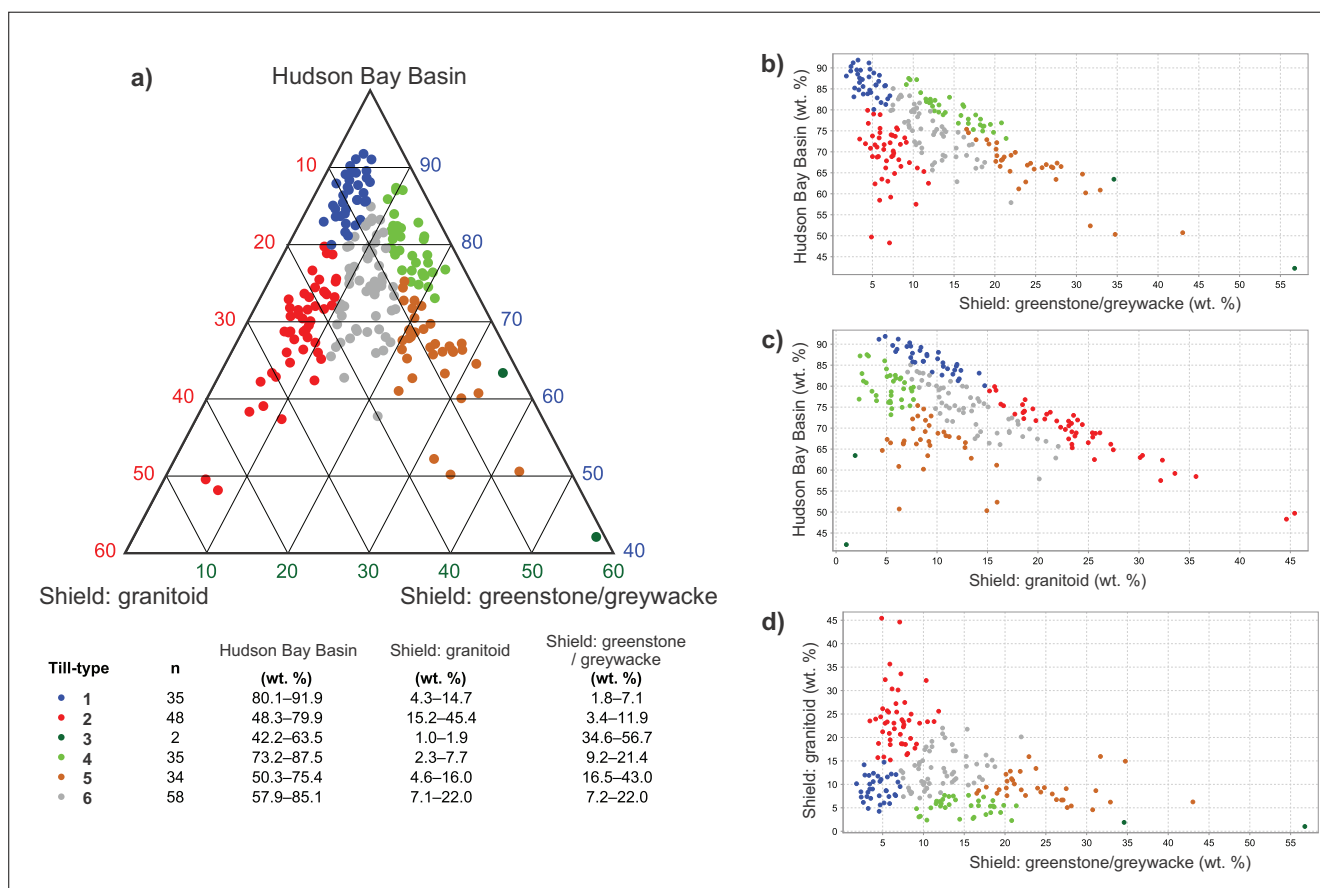 a)
Hudson Bay Basin
10
90
20
80
30
70
40
60
50
50
60
40
10
20
30
40
50
60
Shield: granitoid
Shield: greenstone/greywacke
Till-type
n
Hudson Bay Basin
(wt. %)
Shield: granitoid
(wt. %)
Shield: greenstone
/ greywacke
(wt. %)
1 35 80.1–91.9 4.3–14.7 1.8–7.1
2 48 48.3–79.9 15.2–45.4 3.4–11.9
3 2 42.2–63.5 1.0–1.9 34.6–56.7
4 35 73.2–87.5 2.3–7.7 9.2–21.4
5 34 50.3–75.4 4.6–16.0 16.5–43.0
6 58 57.9–85.1 7.1–22.0 7.2–22.0
b)
Hudson Bay Basin (wt. %)
90
85
80
75
70
65
60
55
50
45
5 10 15 20 25 30 35 40 45 50 55
Shield: greenstone/greywacke (wt. %)
c)
Hudson Bay Basin (wt. %)
90
85
80
75
70
65
60
55
50
45
0 5 10 15 20 25 30 35 40 45
Shield: granitoid (wt. %)
d)
Shield: granitoid (wt. %)
45
40
35
30
25
20
15
10
5
0
5 10 15 20 25 30 35 40 45 50 55
Shield: greenstone/greywacke (wt. %)